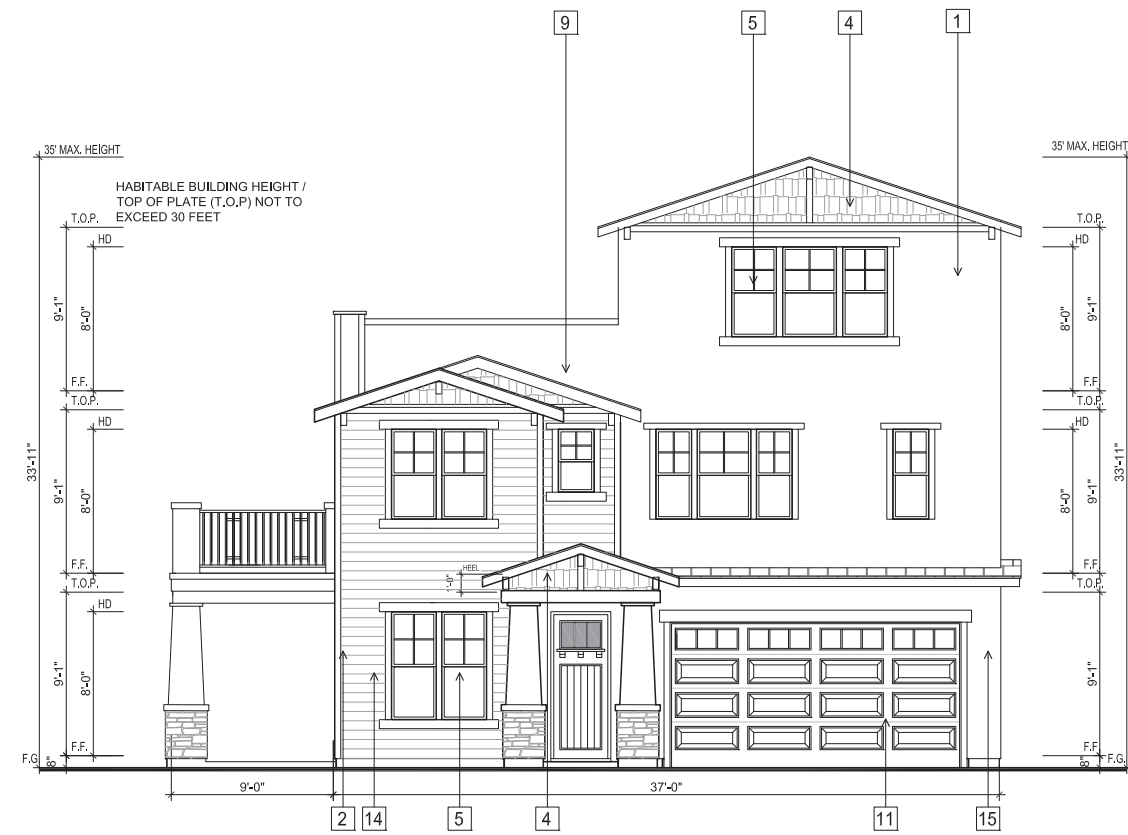 9
5
4
1
35' MAX. HEIGHT
35' MAX. HEIGHT
HABITABLE BUILDING HEIGHT /
TOP OF PLATE (T.O.P) NOT TO
EXCEED 30 FEET
T.O.P.
T.O.P.
HD
HD
9'-1"
8'-0"
8'-0"
9'-1"
F.F.
F.F.
T.O.P.
T.O.P.
HD
HD
33'-11"
9'-1"
8'-0"
8'-0"
9'-1"
33'-11"
F.F.
HEEL
F.F.
T.O.P.
1'-0"
T.O.P.
HD
9'-1"
8'-0"
9'-1"
F.F.
F.F.
F.G.
8"
8"
F.G.
9'-0"
37'-0"
2
14
5
4
11
15